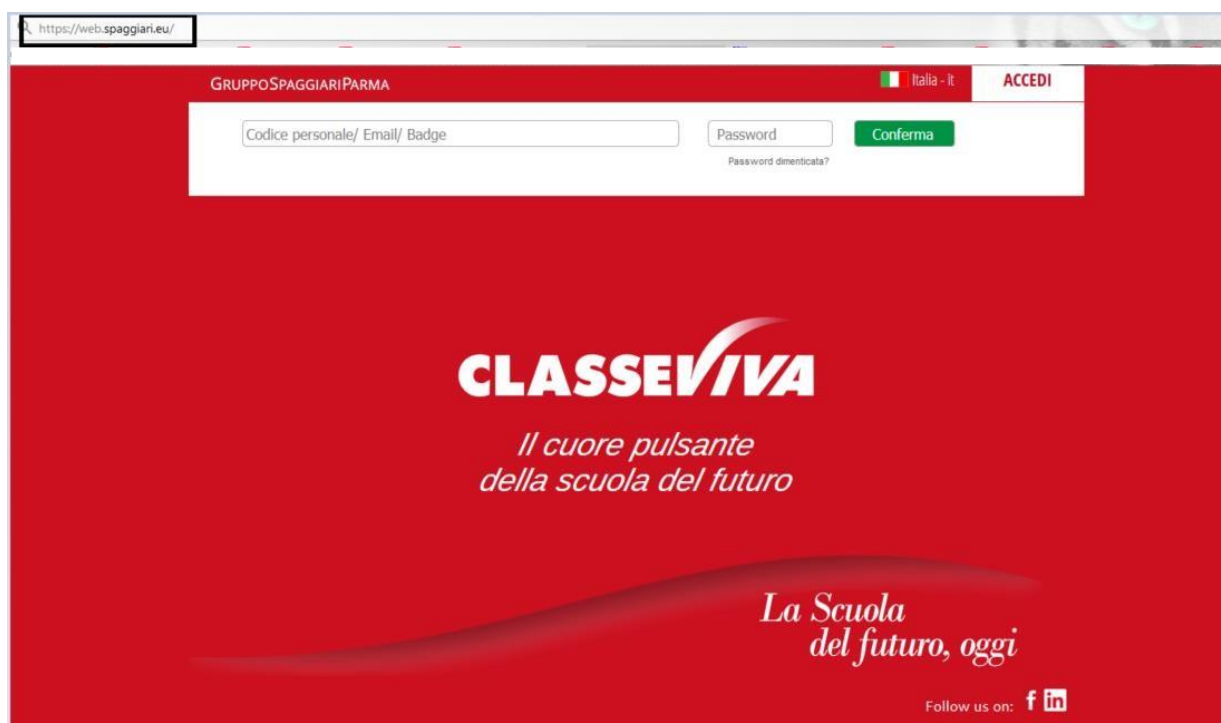 https://web.spaggiari.eu/
GRUPPOSPAGGIARIPARMA
Italia - it
ACCEDI
Codice personale/ Email/ Badge
Password
Conferma
Password dimenticata?
CLASSEVIVA
Il cuore pulsante
della scuola del futuro
La Scuola
del futuro, oggi
Follow us on: f in